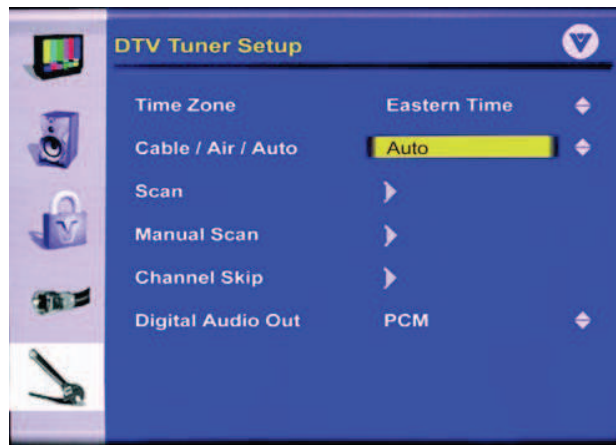 DTV Tuner Setup
Time Zone Eastern Time
Cable / Air / Auto Auto
Scan
Manual Scan
Channel Skip
Digital Audio Out PCM